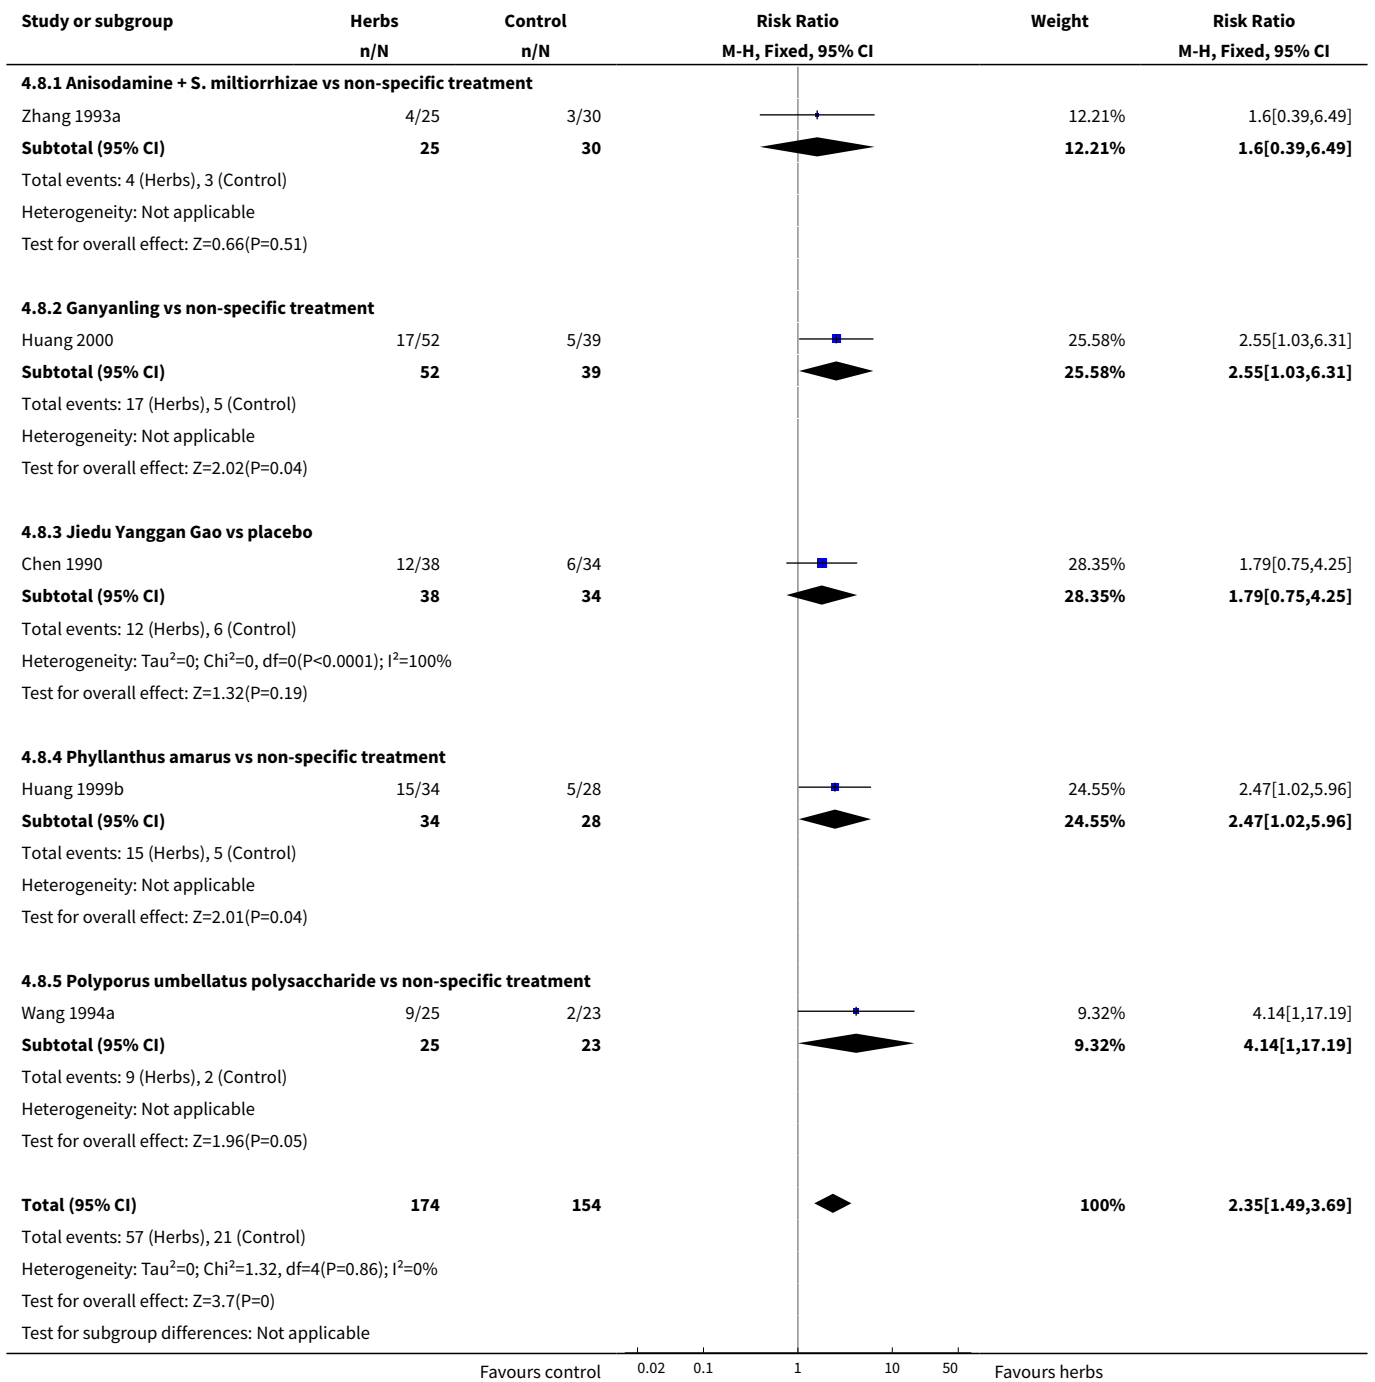 Study or subgroup Herbs Control Risk Ratio Weight Risk Ratio
n/N n/N M-H, Fixed, 95% CI M-H, Fixed, 95% CI
4.8.1 Anisodamine + S. miltiorrhizae vs non-specific treatment
Zhang 1993a 4/25 3/30 12.21% 1.6[0.39,6.49]
Subtotal (95% CI) 25 30 12.21% 1.6[0.39,6.49]
Total events: 4 (Herbs), 3 (Control)
Heterogeneity: Not applicable
Test for overall effect: Z=0.66(P=0.51)
4.8.2 Ganyanling vs non-specific treatment
Huang 2000 17/52 5/39 25.58% 2.55[1.03,6.31]
Subtotal (95% CI) 52 39 25.58% 2.55[1.03,6.31]
Total events: 17 (Herbs), 5 (Control)
Heterogeneity: Not applicable
Test for overall effect: Z=2.02(P=0.04)
4.8.3 Jiedu Yanggan Gao vs placebo
Chen 1990 12/38 6/34 28.35% 1.79[0.75,4.25]
Subtotal (95% CI) 38 34 28.35% 1.79[0.75,4.25]
Total events: 12 (Herbs), 6 (Control)
Heterogeneity: Tau²=0; Chi²=0, df=0(P<0.0001); I²=100%
Test for overall effect: Z=1.32(P=0.19)
4.8.4 Phyllanthus amarus vs non-specific treatment
Huang 1999b 15/34 5/28 24.55% 2.47[1.02,5.96]
Subtotal (95% CI) 34 28 24.55% 2.47[1.02,5.96]
Total events: 15 (Herbs), 5 (Control)
Heterogeneity: Not applicable
Test for overall effect: Z=2.01(P=0.04)
4.8.5 Polyporus umbellatus polysaccharide vs non-specific treatment
Wang 1994a 9/25 2/23 9.32% 4.14[1,17.19]
Subtotal (95% CI) 25 23 9.32% 4.14[1,17.19]
Total events: 9 (Herbs), 2 (Control)
Heterogeneity: Not applicable
Test for overall effect: Z=1.96(P=0.05)
Total (95% CI) 174 154 100% 2.35[1.49,3.69]
Total events: 57 (Herbs), 21 (Control)
Heterogeneity: Tau²=0; Chi²=1.32, df=4(P=0.86); I²=0%
Test for overall effect: Z=3.7(P=0)
Test for subgroup differences: Not applicable
Favours control 0.02 0.1 1 10 50 Favours herbs